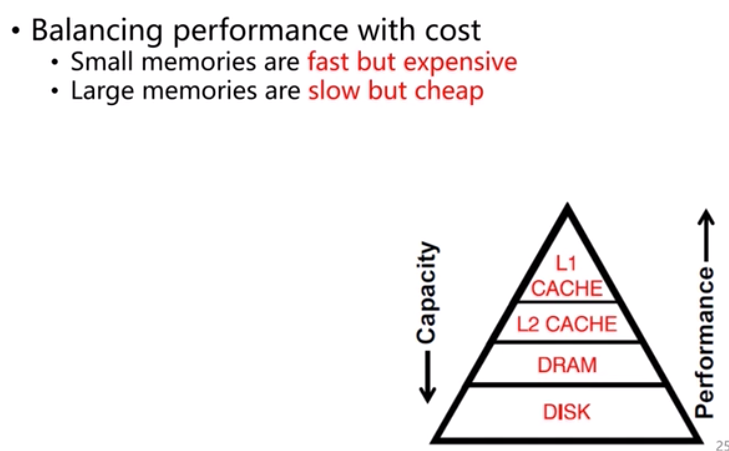 • Balancing performance with cost
• Small memories are fast but expensive
• Large memories are slow but cheap
Capacity
L1
CACHE
L2 CACHE
DRAM
DISK
Performance
25